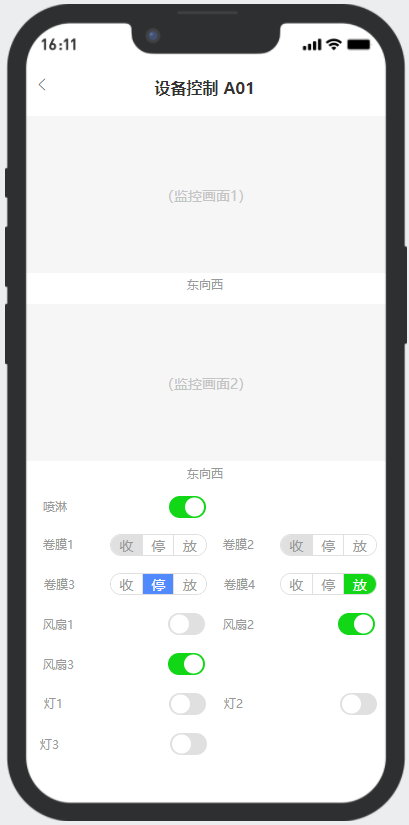 16:11
设备控制 A01
(监控画面1)
东向西
(监控画面2)
东向西
喷淋
卷膜1 收 停 放 卷膜2 收 停 放
卷膜3 收 停 放 卷膜4 收 停 放
风扇1 风扇2
风扇3
灯1 灯2
灯3